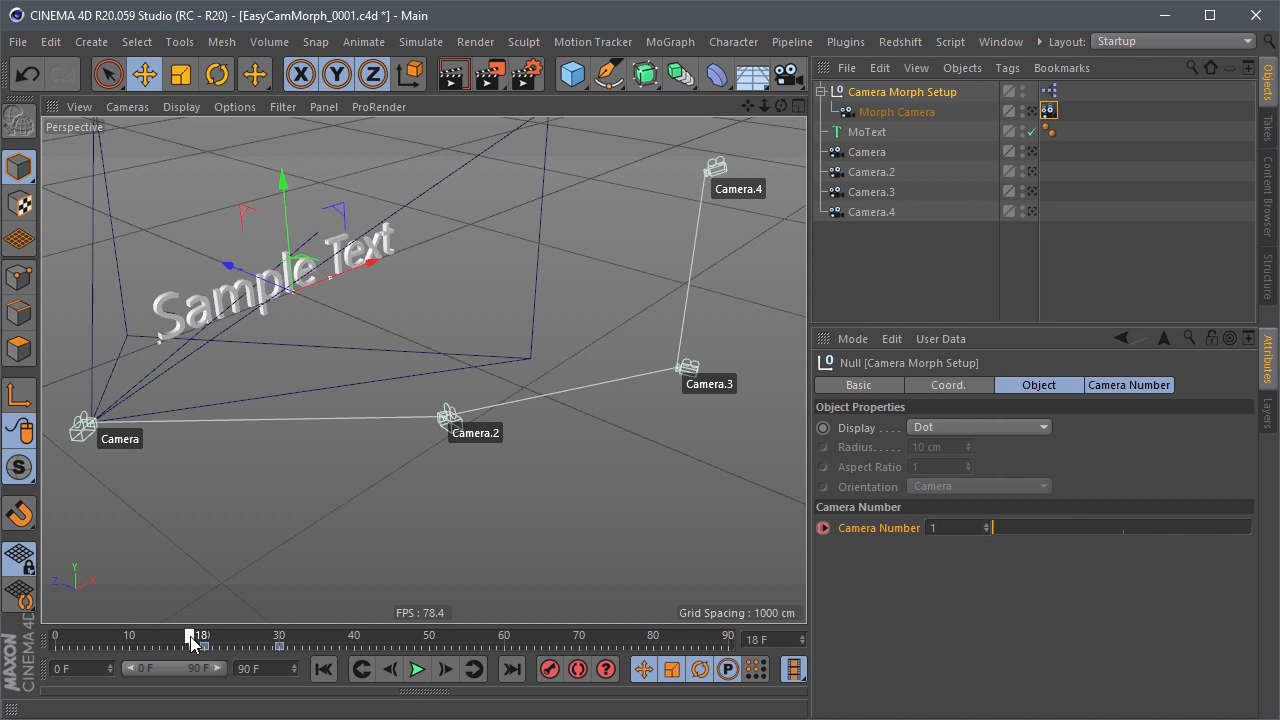 CINEMA 4D R20.059 Studio (RC - R20) - [EasyCamMorph_0001.c4d *] - Main
File Edit Create Select Tools Mesh Volume Snap Animate Simulate Render Sculpt Motion Tracker MoGraph Character Pipeline Plugins Redshift Script Window Layout: Startup
X Y Z
View Cameras Display Options Filter Panel ProRender
Perspective
Camera.4
Sample Text
Camera.3
Camera
Camera.2
Y
Z X
FPS : 78.4
Grid Spacing : 1000 cm
0 10 18 30 40 50 60 70 80 90 18 F
0 F 0 F 90 F 90 F
P
S
MAXON CINEMA 4D
File Edit View Objects Tags Bookmarks
Camera Morph Setup
Morph Camera
MoText
Camera
Camera.2
Camera.3
Camera.4
Mode Edit User Data
Null [Camera Morph Setup]
Basic Coord. Object Camera Number
Object Properties
Display . . . . Dot
Radius. . . . . 10 cm
Aspect Ratio 1
Orientation Camera
Camera Number
Camera Number 1
Objects
Takes
Content Browser
Structure
Attributes
Layers